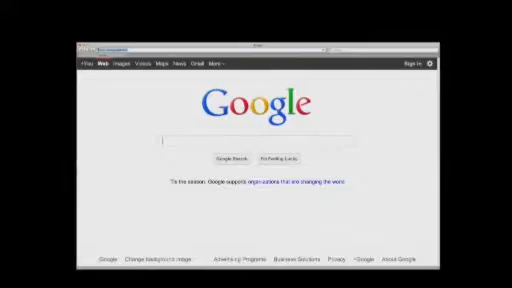 +You Web Images Videos Maps News Gmail More
Sign in
Google
Google Search I'm Feeling Lucky
'Tis the season. Google supports organizations that are changing the world
iGoogle Change background image Advertising Programs Business Solutions Privacy +Google About Google